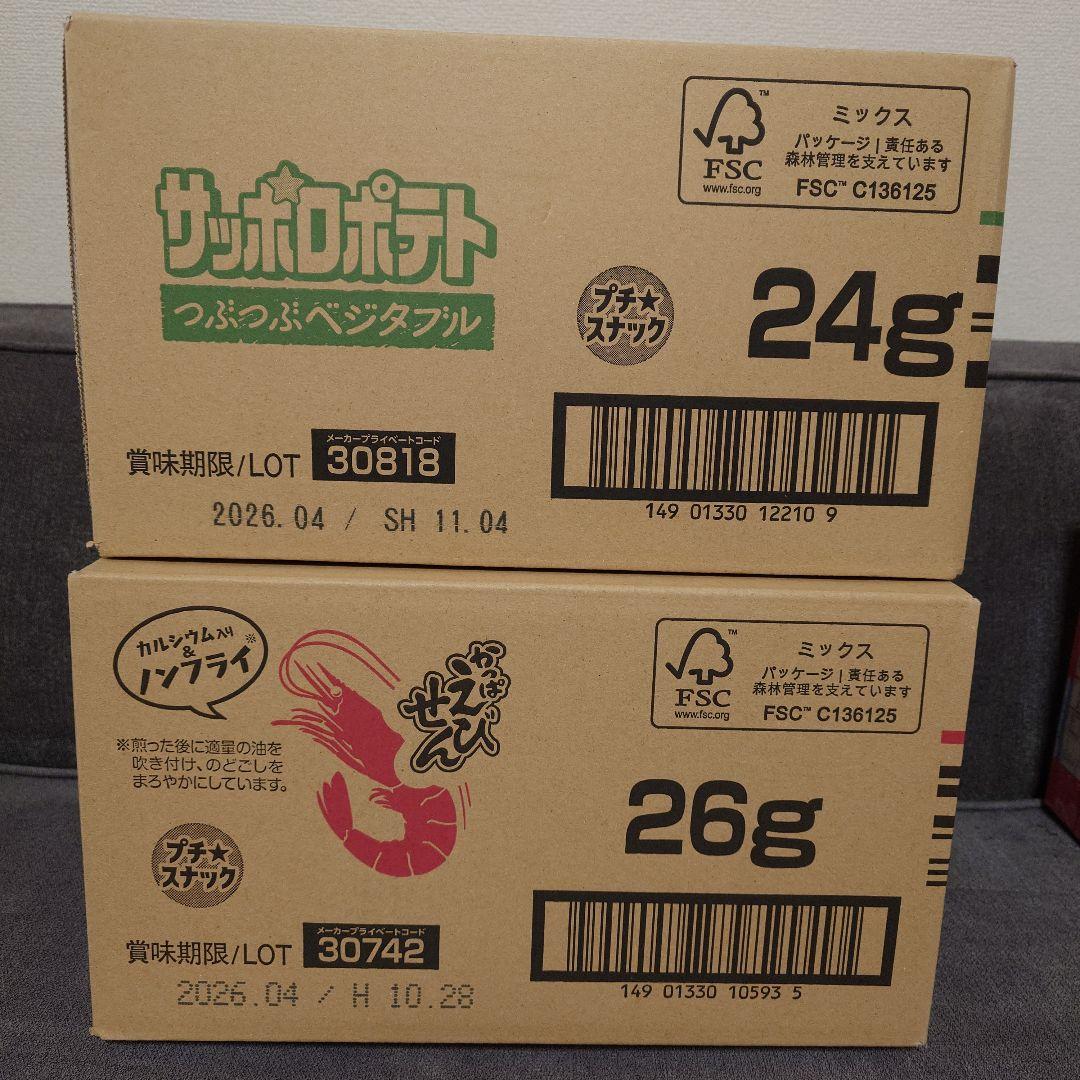 サッポロポテト
つぶつぶベジタブル
FSC™
www.fsc.org
ミックス
パッケージ | 責任ある
森林管理を支えています
FSC™ C136125
プチ★
スナック
24g
賞味期限/LOT
メーカープライベートコード
30818
2026.04 / SH 11.04
149 01330 12210 9
カルシウム入り
&
ノンフライ※
※煎った後に適量の油を
吹き付け、のどごしを
まろやかにしています。
かっぱ
えび
せん
FSC™
www.fsc.org
ミックス
パッケージ | 責任ある
森林管理を支えています
FSC™ C136125
プチ★
スナック
26g
賞味期限/LOT
メーカープライベートコード
30742
2026.04 / H 10.28
149 01330 10593 5